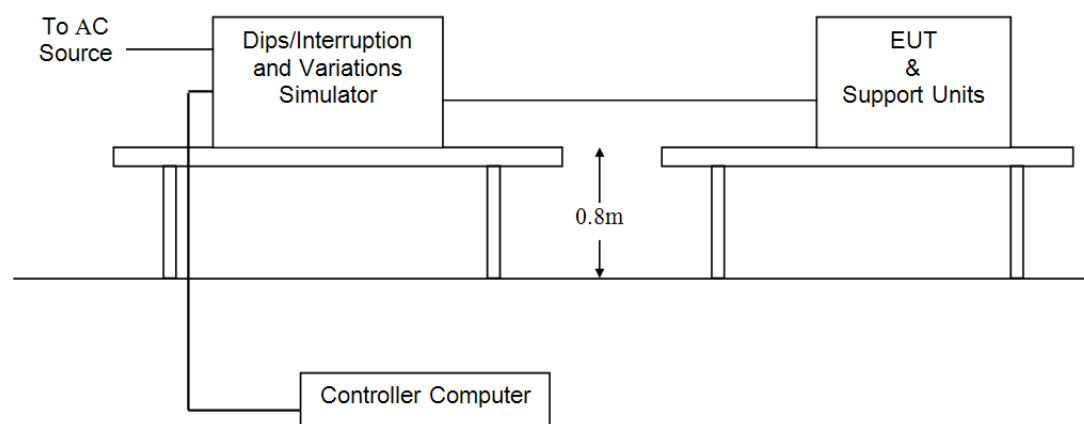 To AC
Source
Dips/Interruption
and Variations
Simulator
EUT
&
Support Units
0.8m
Controller Computer